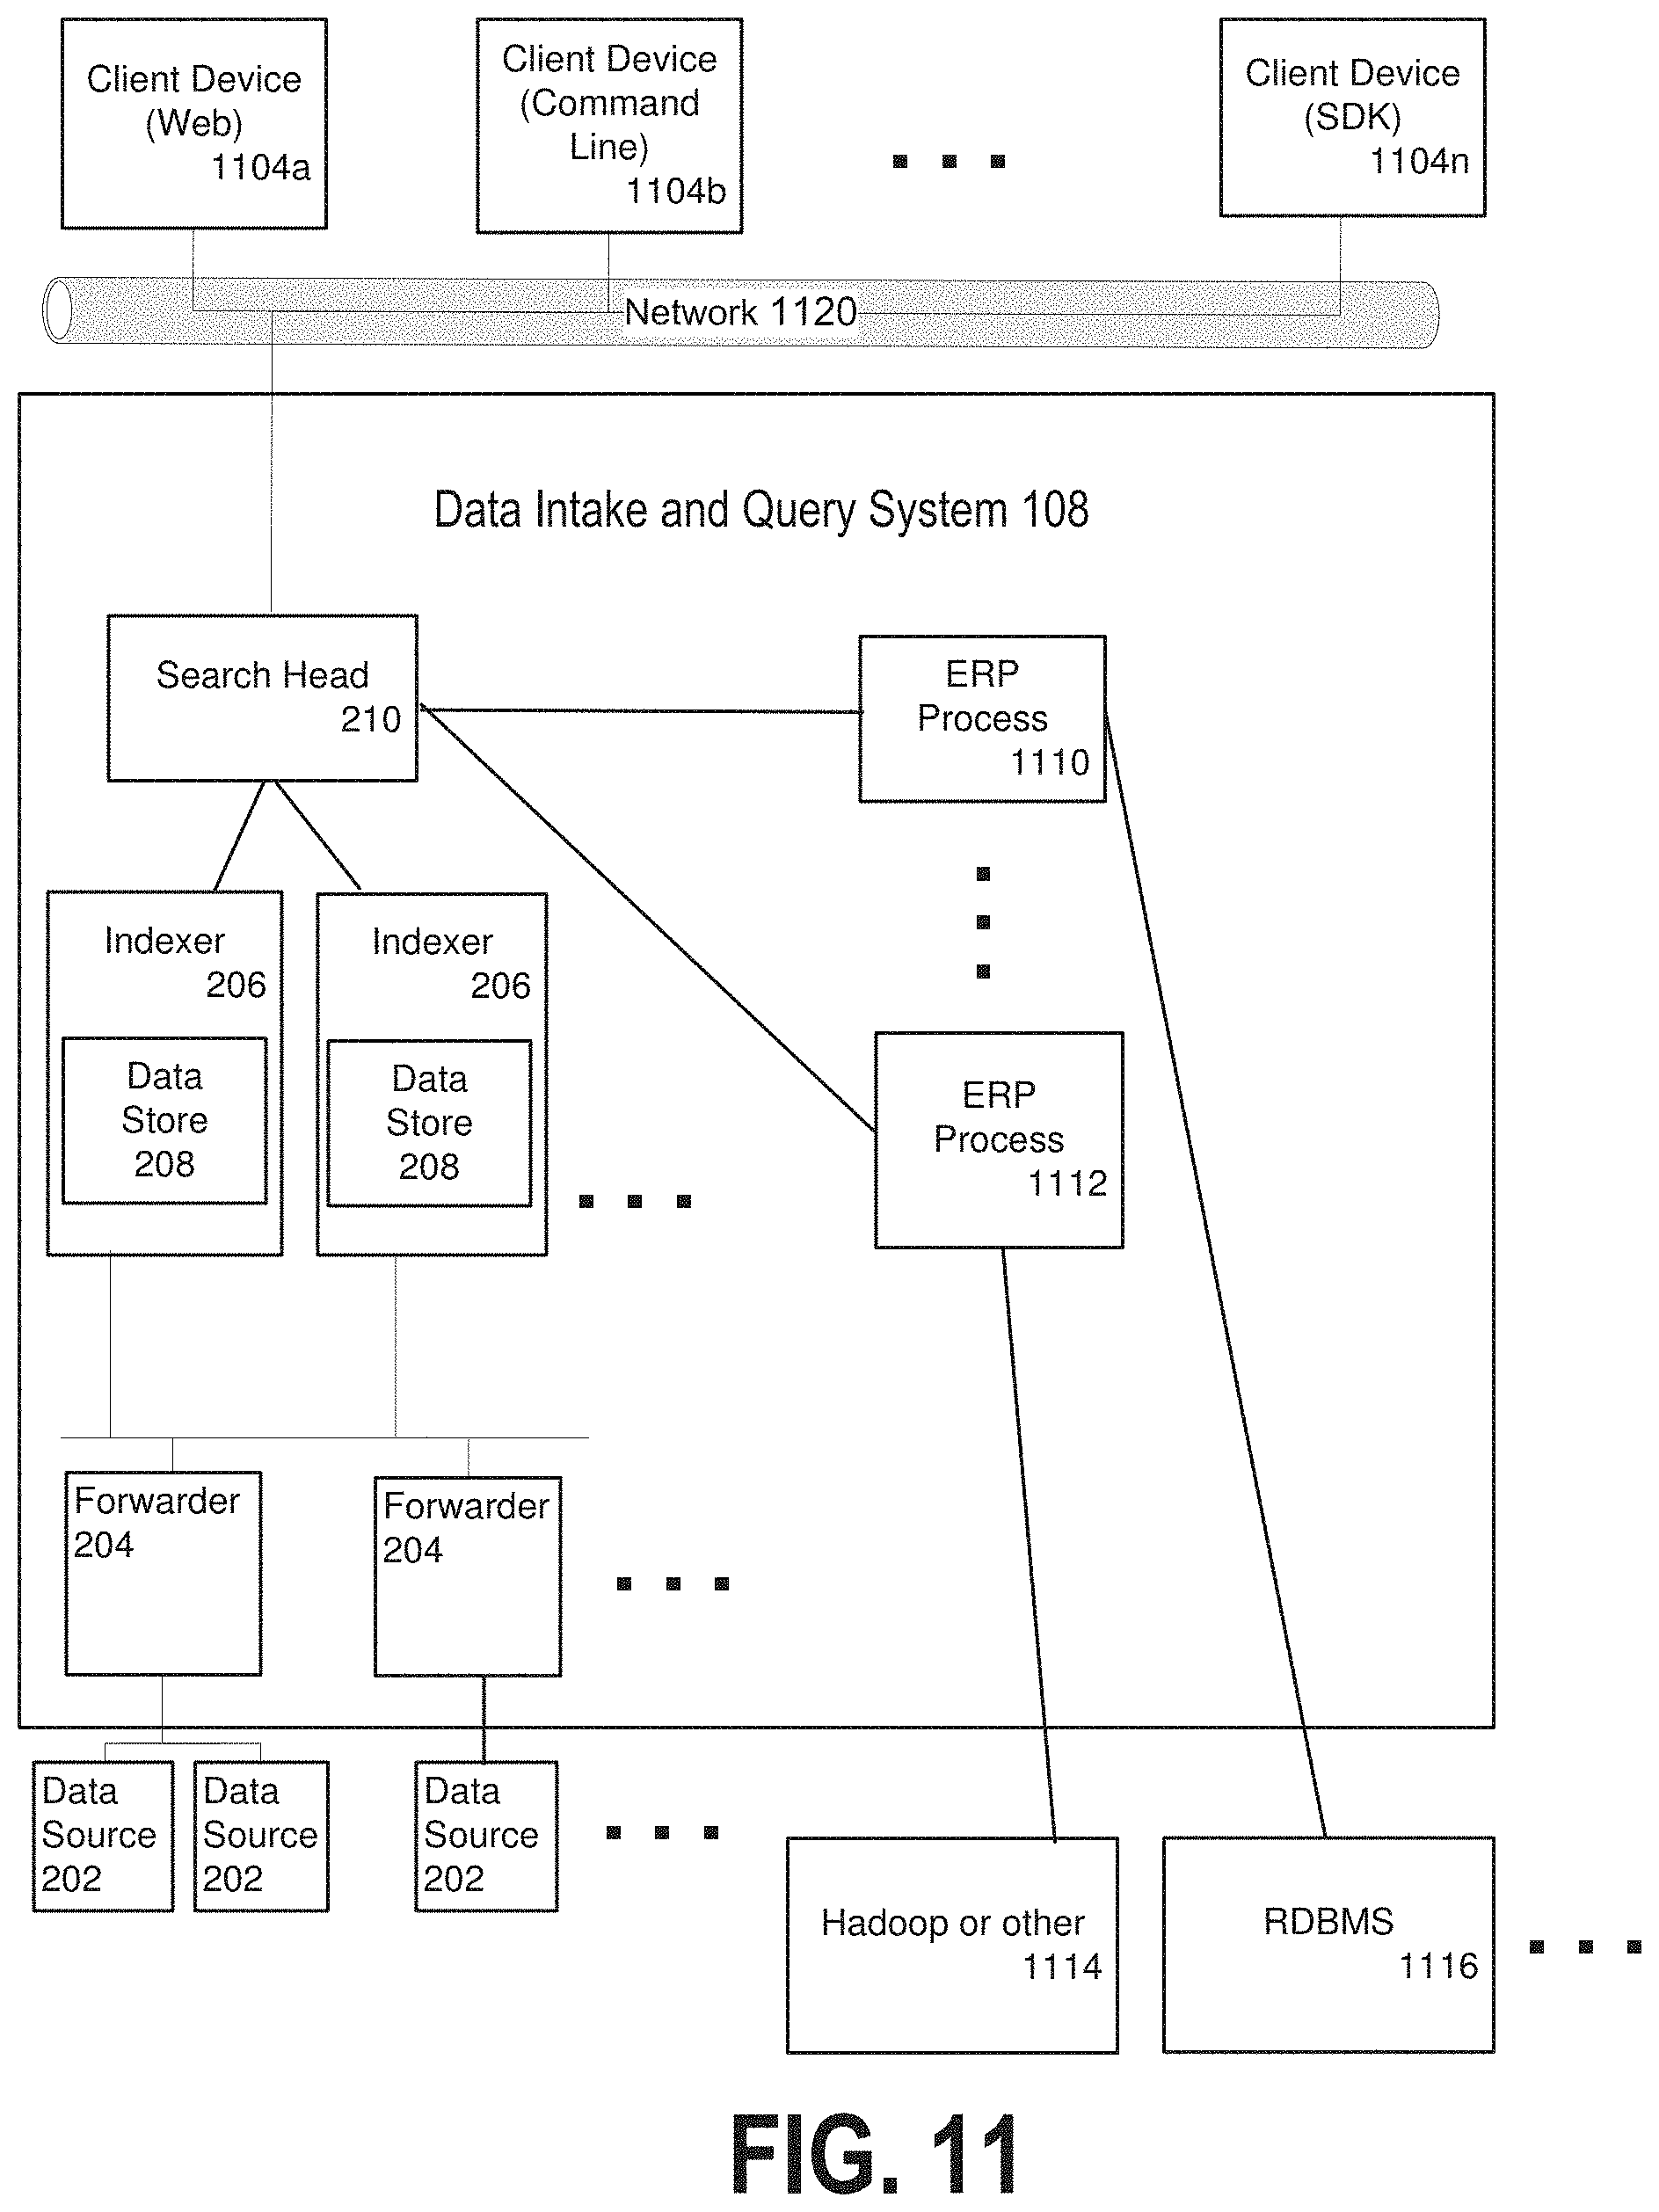 Client Device
(Web)
1104a
Client Device
(Command
Line)
1104b
Client Device
(SDK)
1104n
Network 1120
Data Intake and Query System 108
Search Head
210
ERP
Process
1110
Indexer
206
Data
Store
208
Indexer
206
Data
Store
208
ERP
Process
1112
Forwarder
204
Forwarder
204
Data
Source
202
Data
Source
202
Data
Source
202
Hadoop or other
1114
RDBMS
1116
FIG. 11